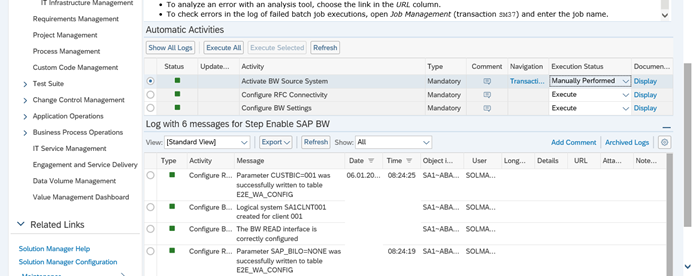 IT Infrastructure Management
Requirements Management
Project Management
Process Management
Custom Code Management
Test Suite
Change Control Management
Application Operations
Business Process Operations
IT Service Management
Engagement and Service Delivery
Data Volume Management
Value Management Dashboard
Related Links
Solution Manager Help
Solution Manager Configuration
• To analyze an error with an analysis tool, choose the link in the URL column.
• To check errors in the log of failed batch job executions, open Job Management (transaction SM37) and enter the job name.
Automatic Activities
Show All Logs Execute All Execute Selected Refresh
Status Update... Activity Type Comment Navigation Execution Status Documen...
Activate BW Source System Mandatory Transacti... Manually Performed Display
Configure RFC Connectivity Mandatory Execute Display
Configure BW Settings Mandatory Execute Display
Log with 6 messages for Step Enable SAP BW
View: [Standard View] Export Refresh Show: All Add Comment Archived Logs
Type Activity Message Date Time Object i... User Long... Details URL Atta... Note...
Configure R... Parameter CUSTBIC=001 was 06.01.20... 08:24:25 SA1~ABA... SOLMA...
successfully written to table
E2E_WA_CONFIG
Configure B... Logical system SA1CLNT001 SA1~ABA... SOLMA...
created for client 001
Configure B... The BW READ interface is SA1~ABA... SOLMA...
correctly configured
Configure R... Parameter SAP_BILO=NONE was 08:24:19 SA1~ABA... SOLMA...
successfully written to table
E2E_WA_CONFIG